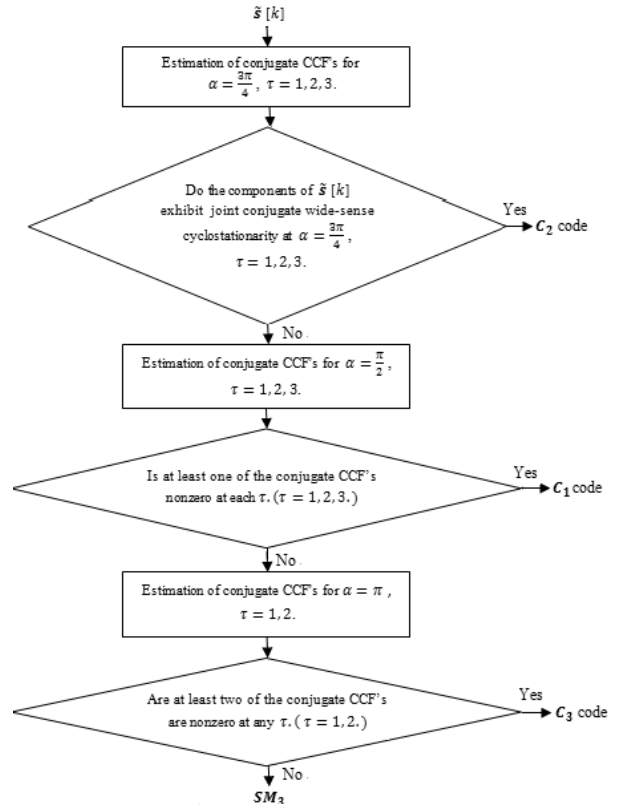 s̃ [k]
Estimation of conjugate CCF's for
α = 3π/4 , τ = 1, 2, 3.
Do the components of s̃ [k]
exhibit joint conjugate wide-sense
cyclostationarity at α = 3π/4 ,
τ = 1, 2, 3.
Yes
C₂ code
No .
Estimation of conjugate CCF's for α = π/2 ,
τ = 1, 2, 3.
Is at least one of the conjugate CCF's
nonzero at each τ. (τ = 1, 2, 3.)
Yes
C₁ code
No .
Estimation of conjugate CCF's for α = π ,
τ = 1, 2.
Are at least two of the conjugate CCF's
are nonzero at any τ. ( τ = 1, 2.)
Yes
C₃ code
No .
SM₃